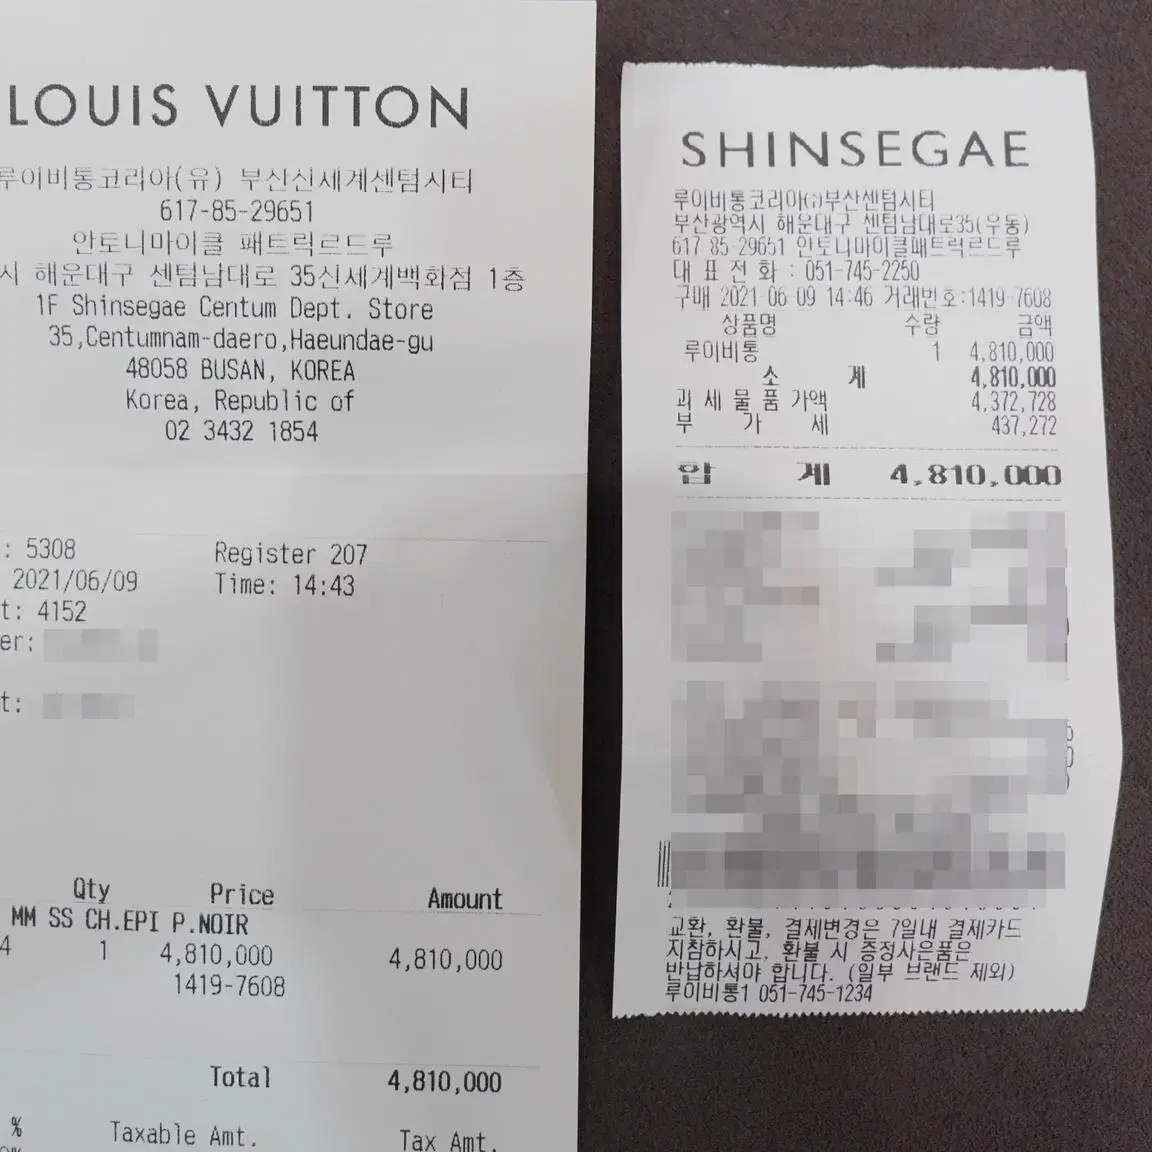 LOUIS VUITTON
루이비통코리아(유) 부산신세계센텀시티
617-85-29651
안토니마이클 패트릭르드루
시 해운대구 센텀남대로 35신세계백화점 1층
1F Shinsegae Centum Dept. Store
35,Centumnam-daero,Haeundae-gu
48058 BUSAN, KOREA
Korea, Republic of
02 3432 1854
: 5308 Register 207
2021/06/09 Time: 14:43
t: 4152
er:
t:
Qty Price Amount
MM SS CH.EPI P.NOIR
4 1 4,810,000 4,810,000
1419-7608
Total 4,810,000
% Taxable Amt. Tax Amt.
SHINSEGAE
루이비통코리아(유)부산센텀시티
부산광역시 해운대구 센텀남대로35(우동)
617 85-29651 안토니마이클패트릭르드루
대 표 전 화 : 051-745-2250
구매 2021-06-09 14:46 거래번호:1419-7608
상품명 수량 금액
루이비통 1 4,810,000
소 계 4,810,000
과 세 물 품 가액 4,372,728
부 가 세 437,272
합 계 4,810,000
교환, 환불, 결제변경은 7일내 결제카드
지참하시고, 환불 시 증정사은품은
반납하셔야 합니다. (일부 브랜드 제외)
루이비통1 051-745-1234